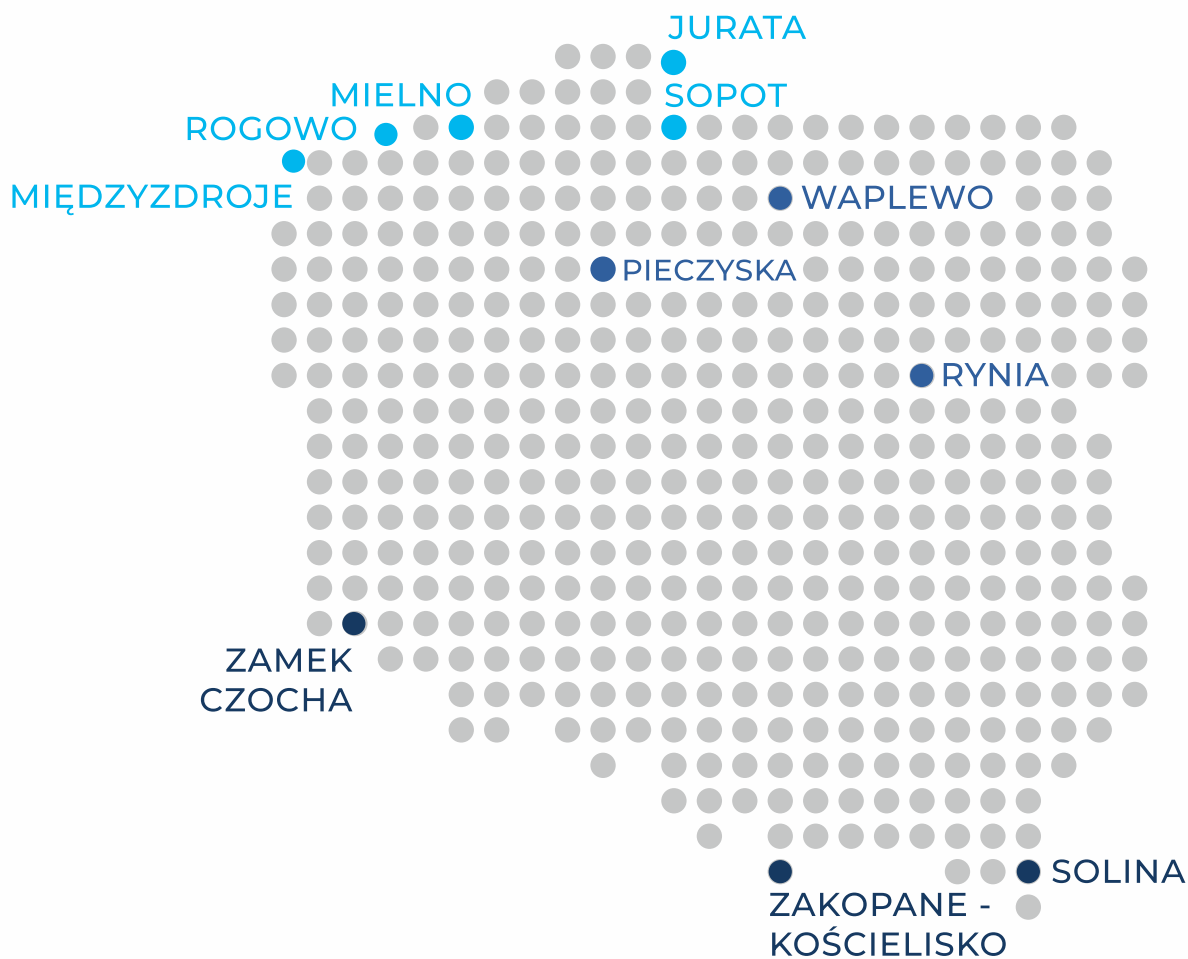 JURATA
MIELNO
SOPOT
ROGOWO
MIĘDZYZDROJE
WAPLEWO
PIECZYSKA
RYNIA
ZAMEK
CZOCHA
SOLINA
ZAKOPANE -
KOŚCIELISKO